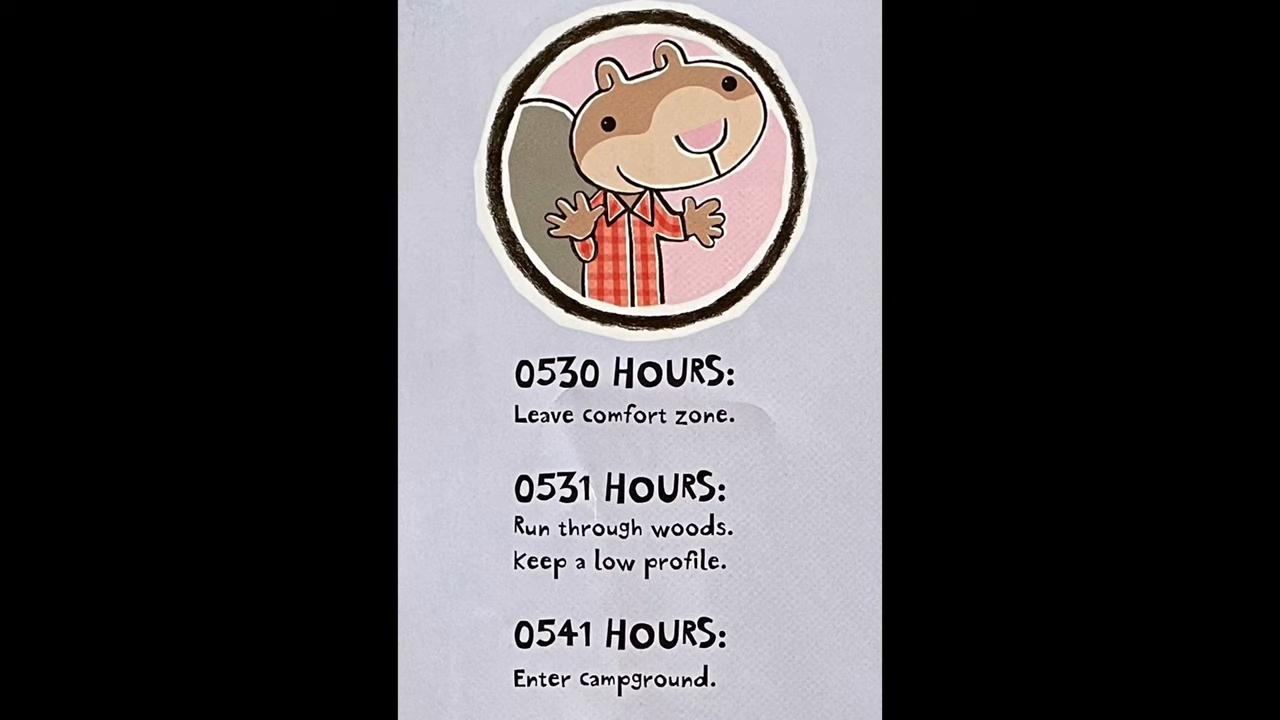 0530 HOURS:
Leave comfort zone.
0531 HOURS:
Run through woods.
Keep a low profile.
0541 HOURS:
Enter campground.